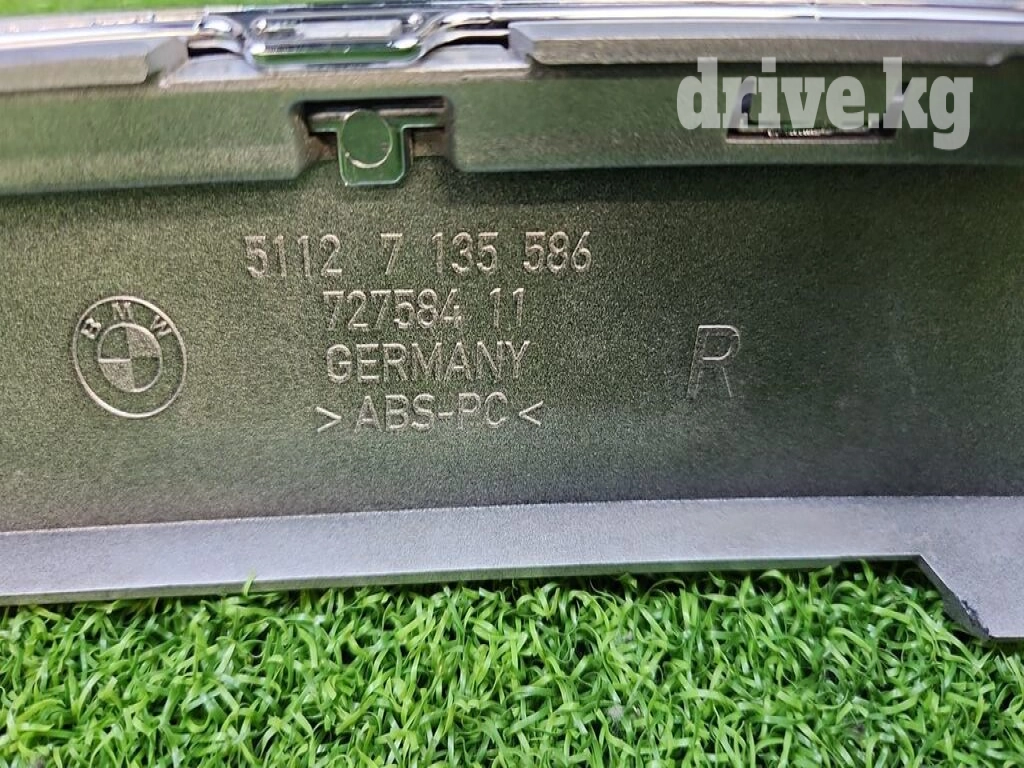 drive.kg
5112 7 135 586
727584 11
BMW
GERMANY
R
>ABS-PC<